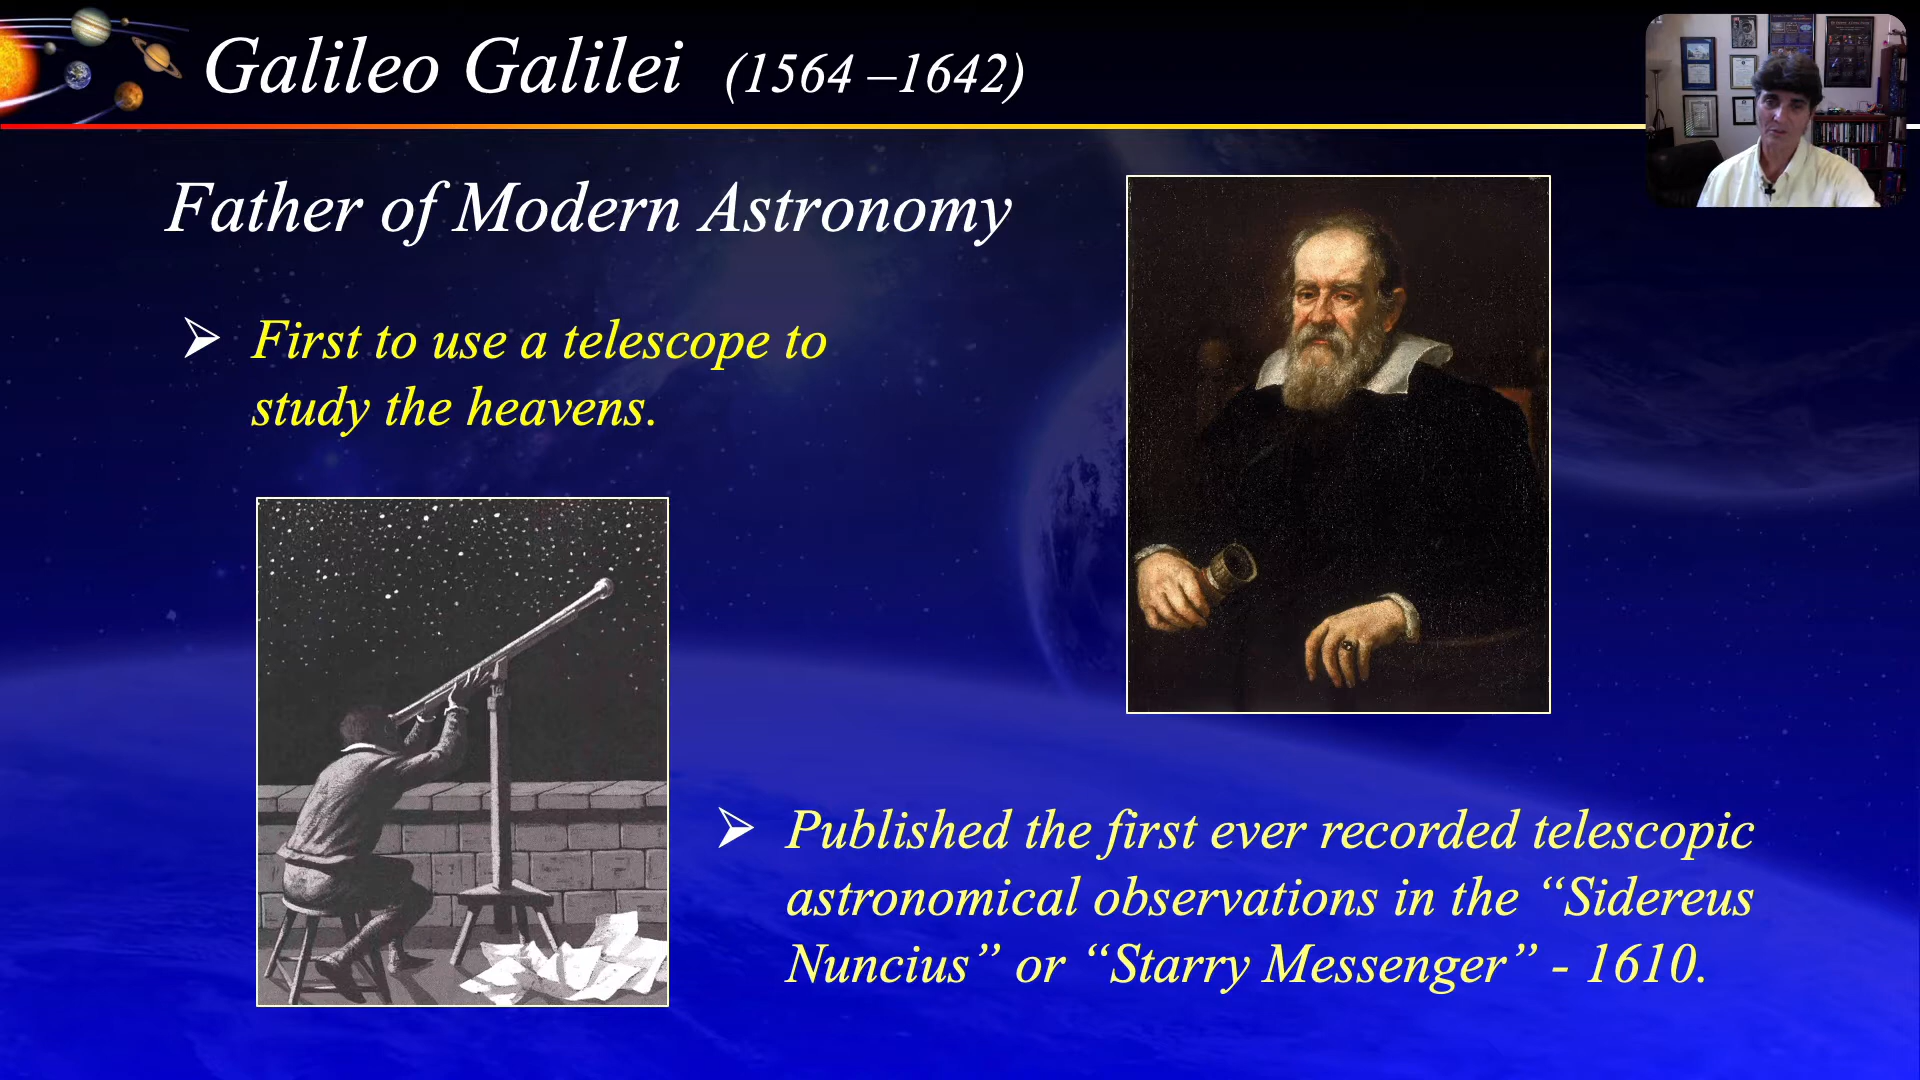 Galileo Galilei (1564 –1642)
Father of Modern Astronomy
➢ First to use a telescope to
study the heavens.
➢ Published the first ever recorded telescopic
astronomical observations in the “Sidereus
Nuncius” or “Starry Messenger” - 1610.